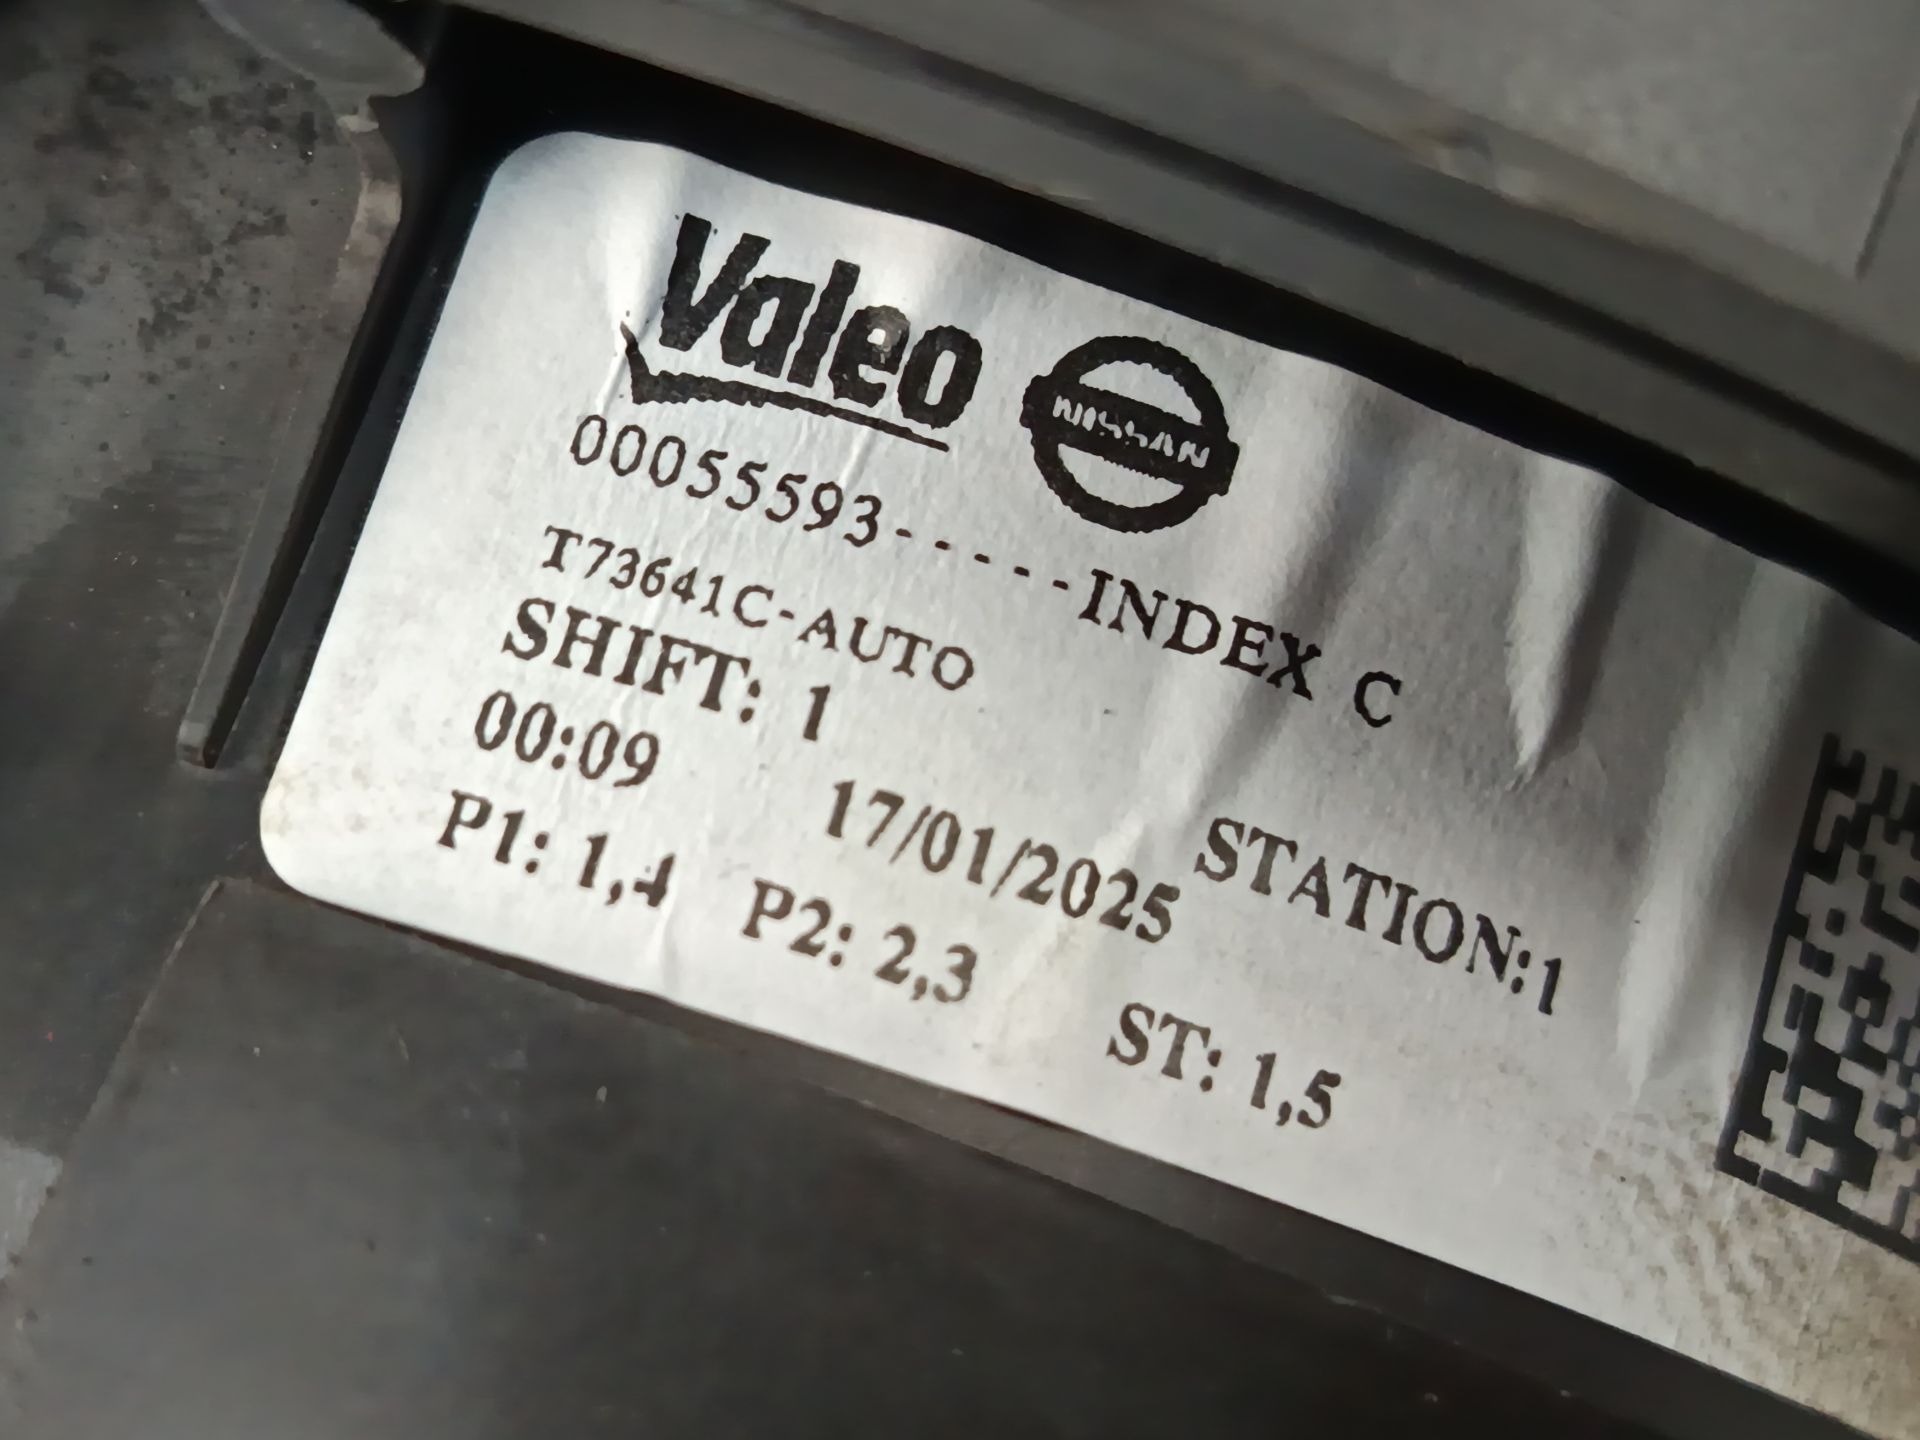 Valeo NISSAN
00055593-----INDEX C
T73641C-AUTO
SHIFT: 1
00:09 17/01/2025 STATION:1
P1: 1,4 P2: 2,3 ST: 1,5